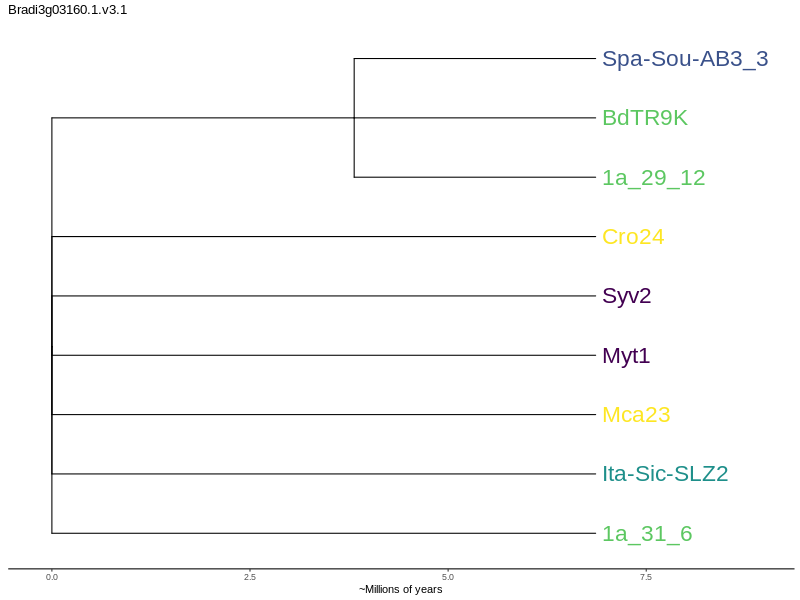 Bradi3g03160.1.v3.1
Spa-Sou-AB3_3
BdTR9K
1a_29_12
Cro24
Syv2
Myt1
Mca23
Ita-Sic-SLZ2
1a_31_6
0.0 2.5 5.0 7.5
~Millions of years